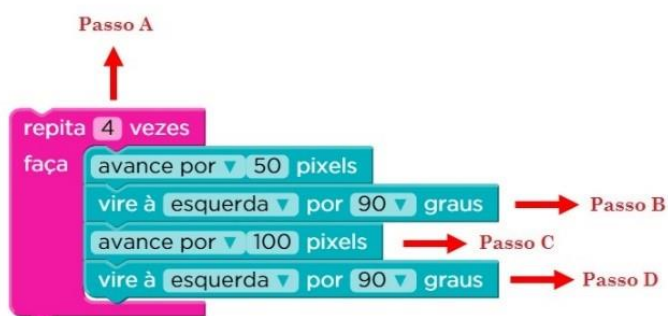 Passo A
repita 4 vezes
faça avance por ▼ 50 pixels
vire à esquerda ▼ por 90 ▼ graus Passo B
avance por ▼ 100 pixels Passo C
vire à esquerda ▼ por 90 ▼ graus Passo D